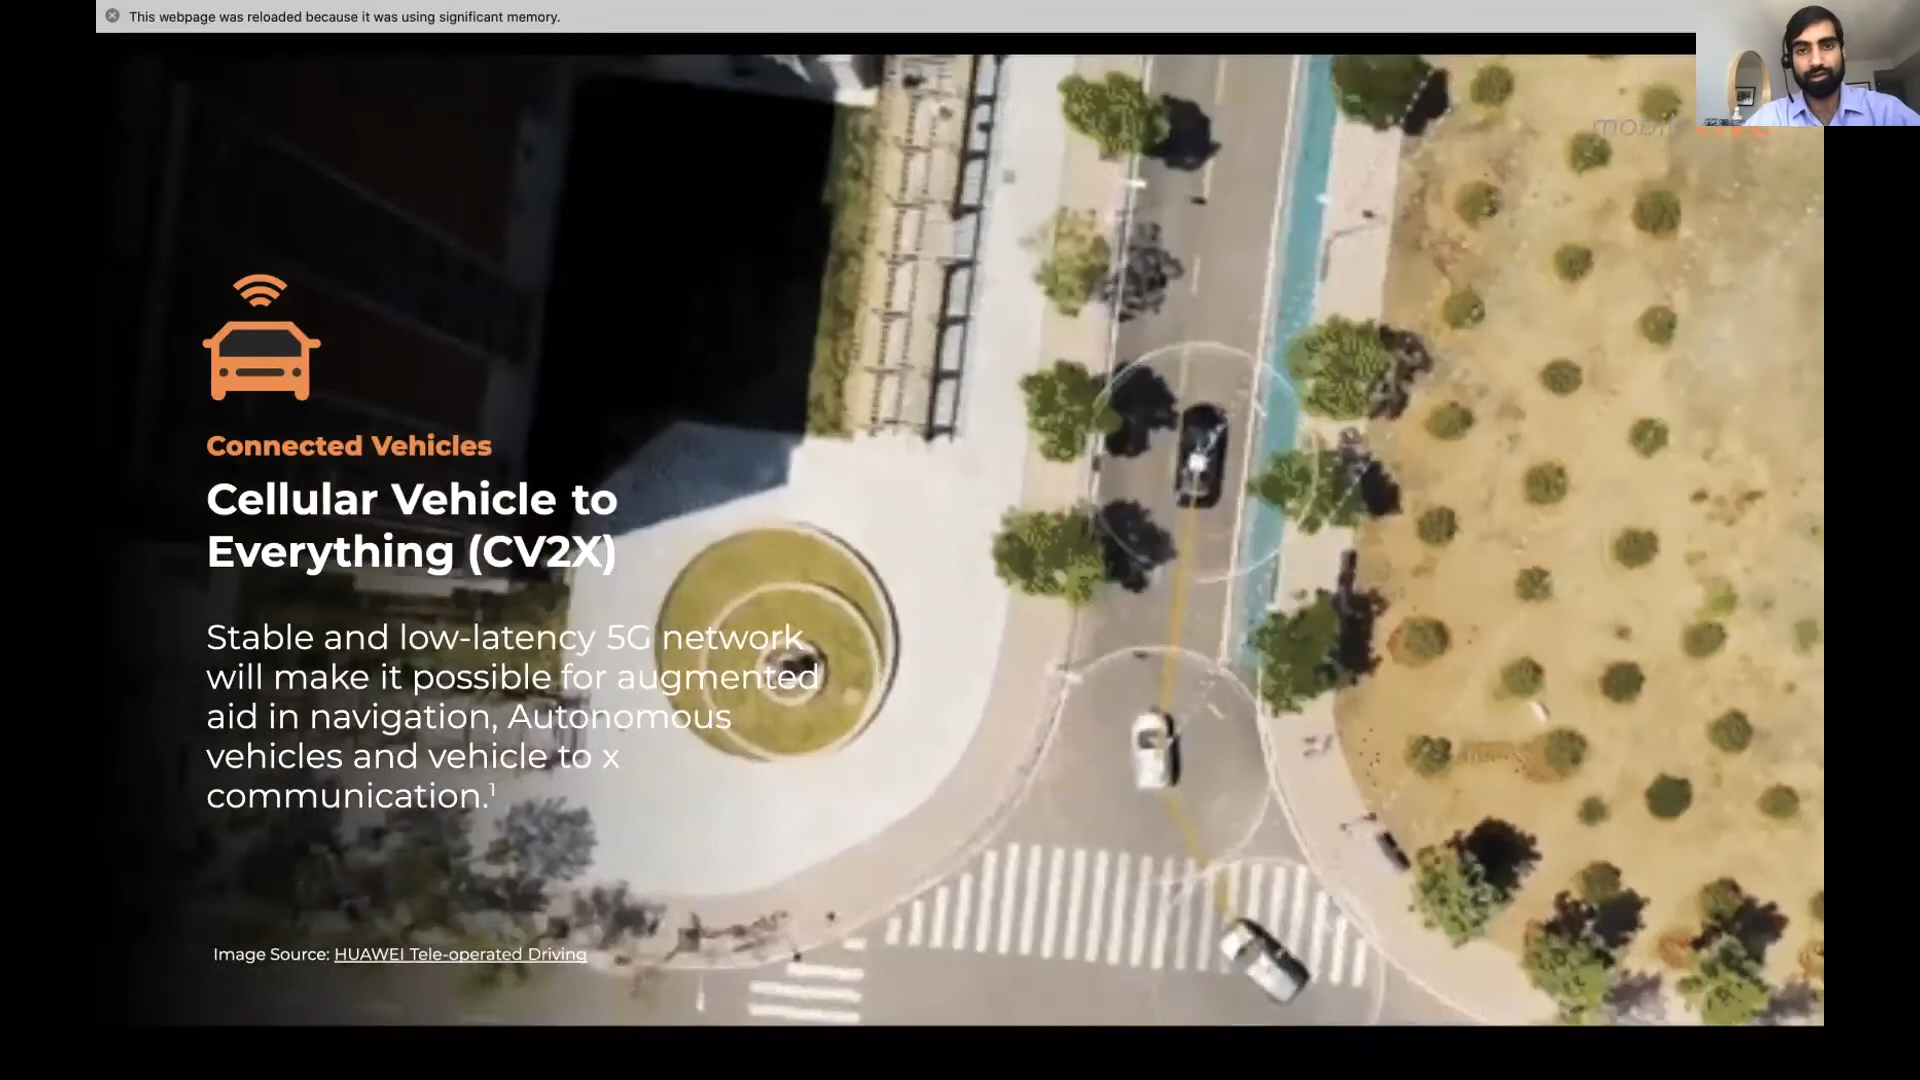 This webpage was reloaded because it was using significant memory.
Connected Vehicles
Cellular Vehicle to
Everything (CV2X)
Stable and low-latency 5G network
will make it possible for augmented
aid in navigation, Autonomous
vehicles and vehicle to x
communication.¹
Image Source: HUAWEI Tele-operated Driving